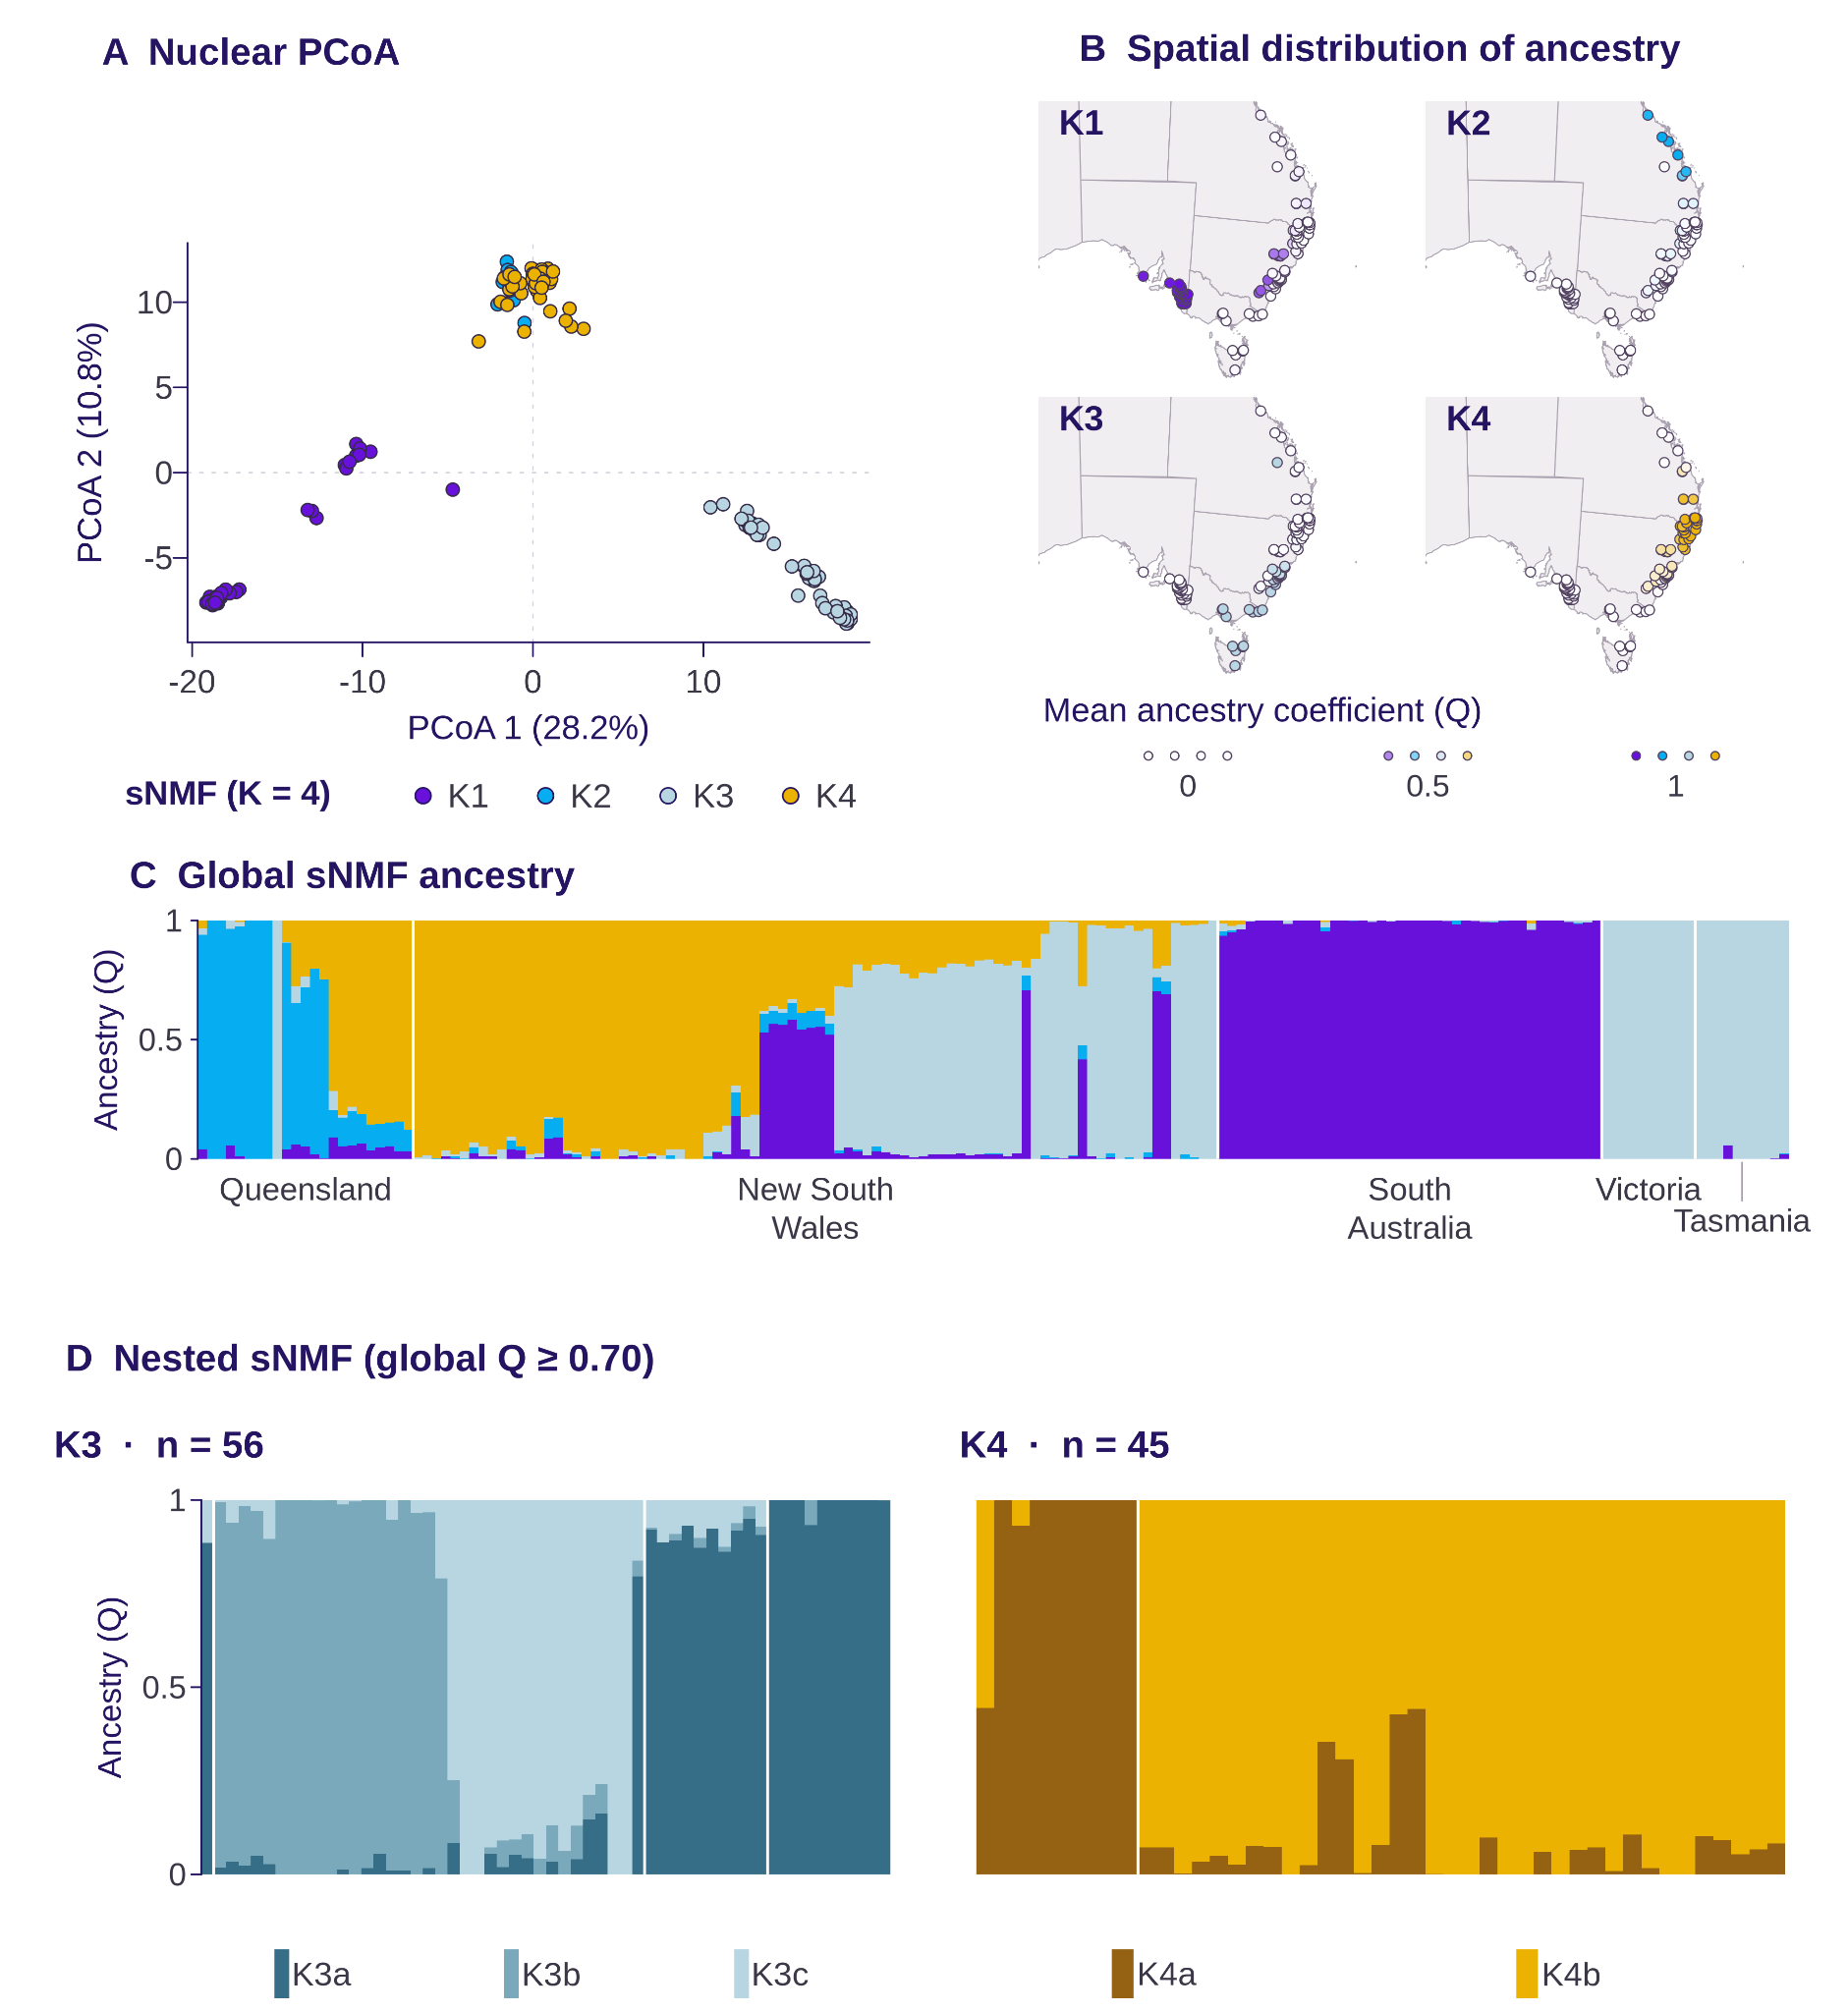 A Nuclear PCoA
10
5
0
-5
PCoA 2 (10.8%)
-20 -10 0 10
PCoA 1 (28.2%)
sNMF (K = 4) K1 K2 K3 K4
B Spatial distribution of ancestry
K1 K2
K3 K4
Mean ancestry coefficient (Q)
0 0.5 1
C Global sNMF ancestry
1
0.5
0
Ancestry (Q)
Queensland
New South
Wales
South
Australia
Victoria
Tasmania
D Nested sNMF (global Q ≥ 0.70)
K3 · n = 56
K4 · n = 45
1
0.5
0
Ancestry (Q)
K3a K3b K3c
K4a K4b